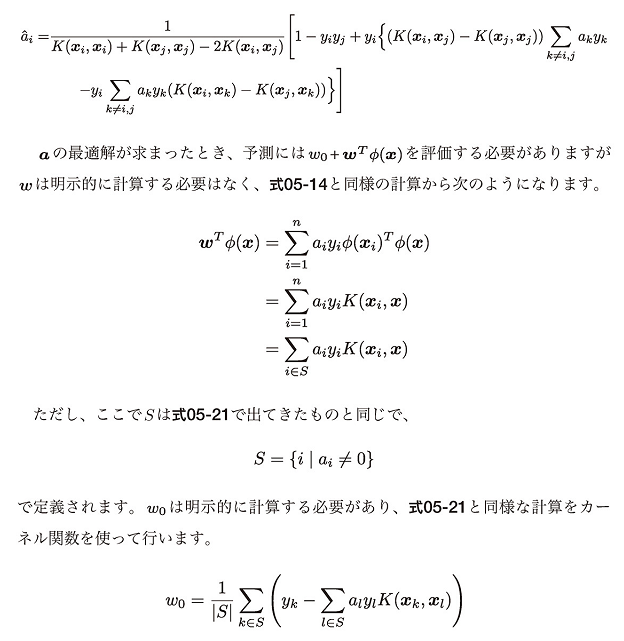 \hat{a}_i = \frac{1}{K(\boldsymbol{x}_i, \boldsymbol{x}_i) + K(\boldsymbol{x}_j, \boldsymbol{x}_j) - 2K(\boldsymbol{x}_i, \boldsymbol{x}_j)} \Bigg[ 1 - y_i y_j + y_i \Big\{ (K(\boldsymbol{x}_i, \boldsymbol{x}_j) - K(\boldsymbol{x}_j, \boldsymbol{x}_j)) \sum_{k \neq i,j} a_k y_k
- y_i \sum_{k \neq i,j} a_k y_k (K(\boldsymbol{x}_i, \boldsymbol{x}_k) - K(\boldsymbol{x}_j, \boldsymbol{x}_k)) \Big\} \Bigg]
a の最適解が求まったとき、予測には w_0 + \boldsymbol{w}^T \phi(\boldsymbol{x}) を評価する必要がありますが
w は明示的に計算する必要はなく、式05-14と同様の計算から次のようになります。
\boldsymbol{w}^T \phi(\boldsymbol{x}) = \sum_{i=1}^{n} a_i y_i \phi(\boldsymbol{x}_i)^T \phi(\boldsymbol{x})
= \sum_{i=1}^{n} a_i y_i K(\boldsymbol{x}_i, \boldsymbol{x})
= \sum_{i \in S} a_i y_i K(\boldsymbol{x}_i, \boldsymbol{x})
ただし、ここで S は式05-21で出てきたものと同じで、
S = \{ i \mid a_i \neq 0 \}
で定義されます。w_0 は明示的に計算する必要があり、式05-21と同様な計算をカー
ネル関数を使って行います。
w_0 = \frac{1}{|S|} \sum_{k \in S} \left( y_k - \sum_{l \in S} a_l y_l K(\boldsymbol{x}_k, \boldsymbol{x}_l) \right)